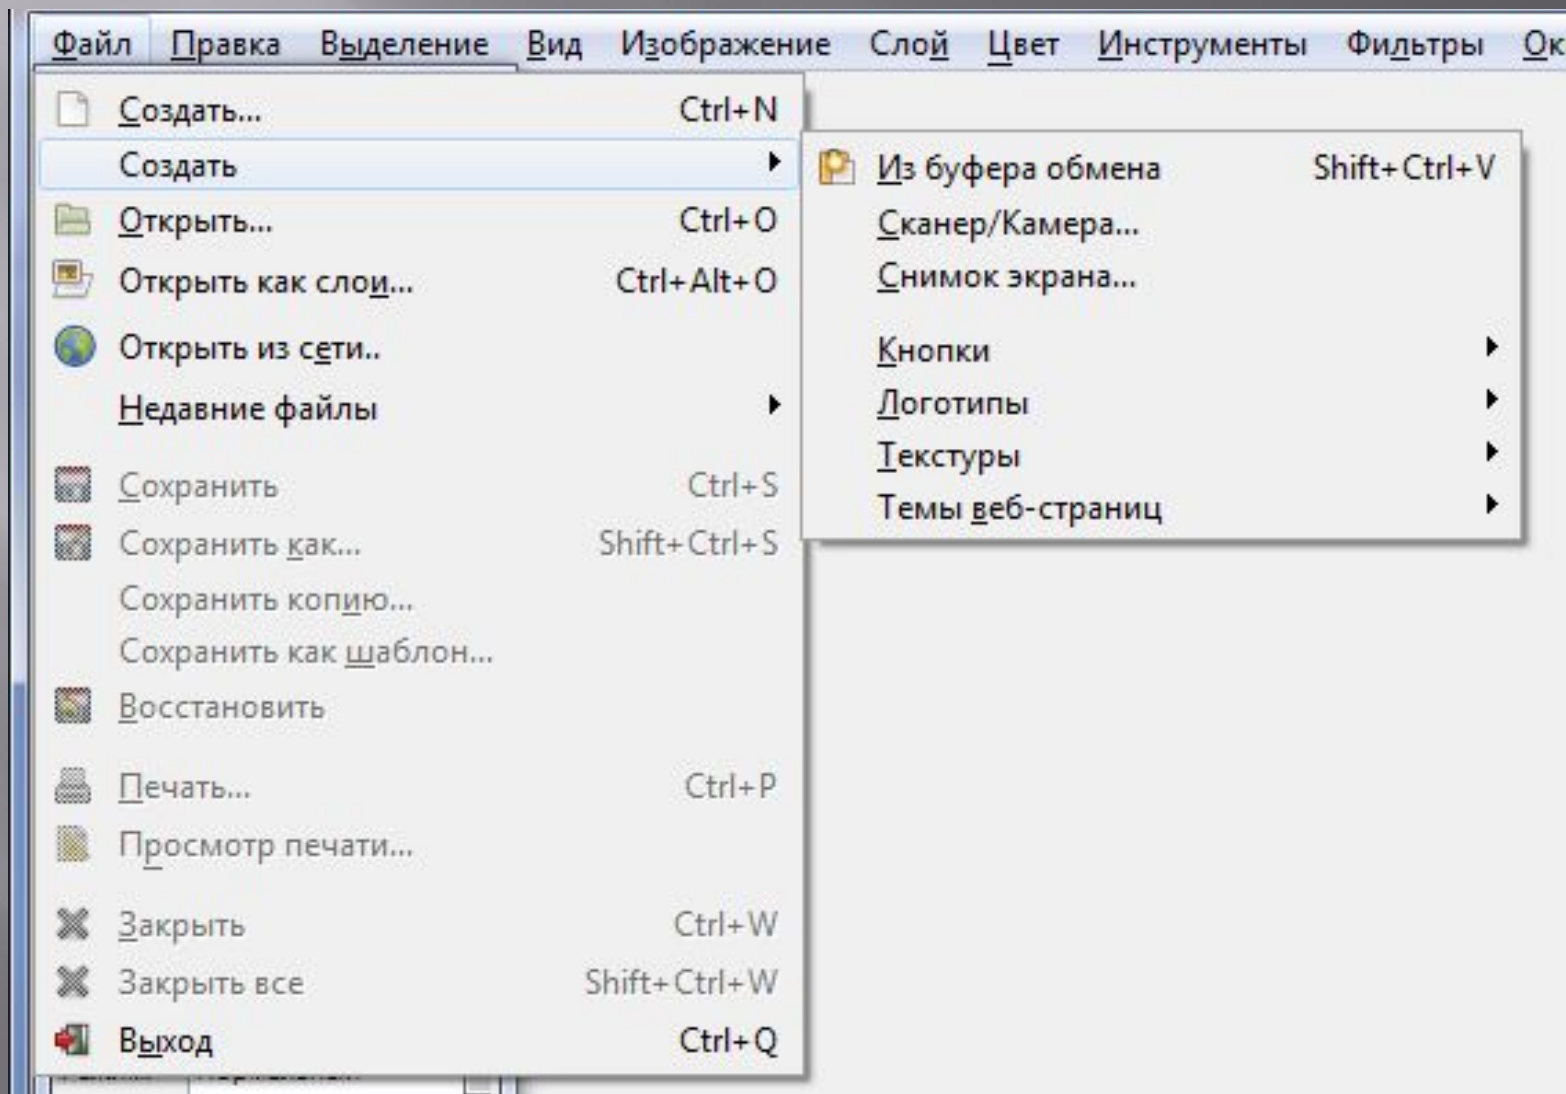 Файл Правка Выделение Вид Изображение Слой Цвет Инструменты Фильтры
Создать... Ctrl+N
Создать
Открыть... Ctrl+O
Открыть как слои... Ctrl+Alt+O
Открыть из сети..
Недавние файлы
Сохранить Ctrl+S
Сохранить как... Shift+Ctrl+S
Сохранить копию...
Сохранить как шаблон...
Восстановить
Печать... Ctrl+P
Просмотр печати...
Закрыть Ctrl+W
Закрыть все Shift+Ctrl+W
Выход Ctrl+Q
Из буфера обмена Shift+Ctrl+V
Сканер/Камера...
Снимок экрана...
Кнопки
Логотипы
Текстуры
Темы веб-страниц